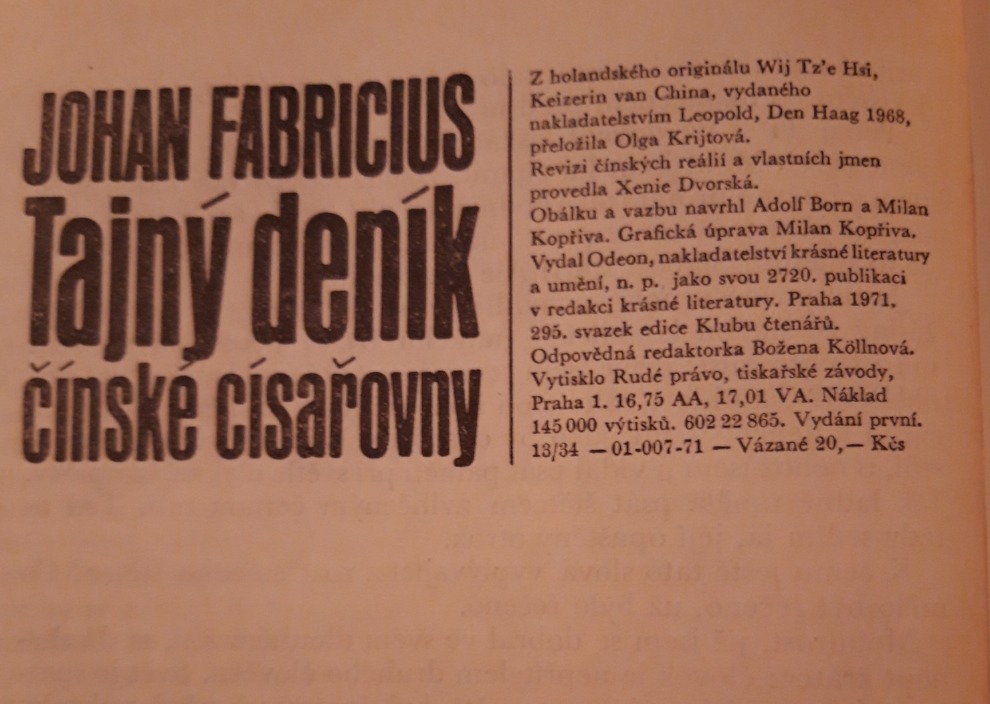 JOHAN FABRICIUS
Tajný deník
čínské císařovny
Z holandského originálu Wij Tz'e Hsi,
Keizerin van China, vydaného
nakladatelstvím Leopold, Den Haag 1968,
přeložila Olga Krijtová.
Revizi čínských reálií a vlastních jmen
provedla Xenie Dvorská.
Obálku a vazbu navrhl Adolf Born a Milan
Kopřiva. Grafická úprava Milan Kopřiva.
Vydal Odeon, nakladatelství krásné literatury
a umění, n. p. jako svou 2720. publikaci
v redakci krásné literatury. Praha 1971.
295. svazek edice Klubu čtenářů.
Odpovědná redaktorka Božena Köllnová.
Vytisklo Rudé právo, tiskařské závody,
Praha 1. 16,75 AA, 17,01 VA. Náklad
145 000 výtisků. 602 22 865. Vydání první.
13/34 — 01-007-71 — Vázané 20,— Kčs